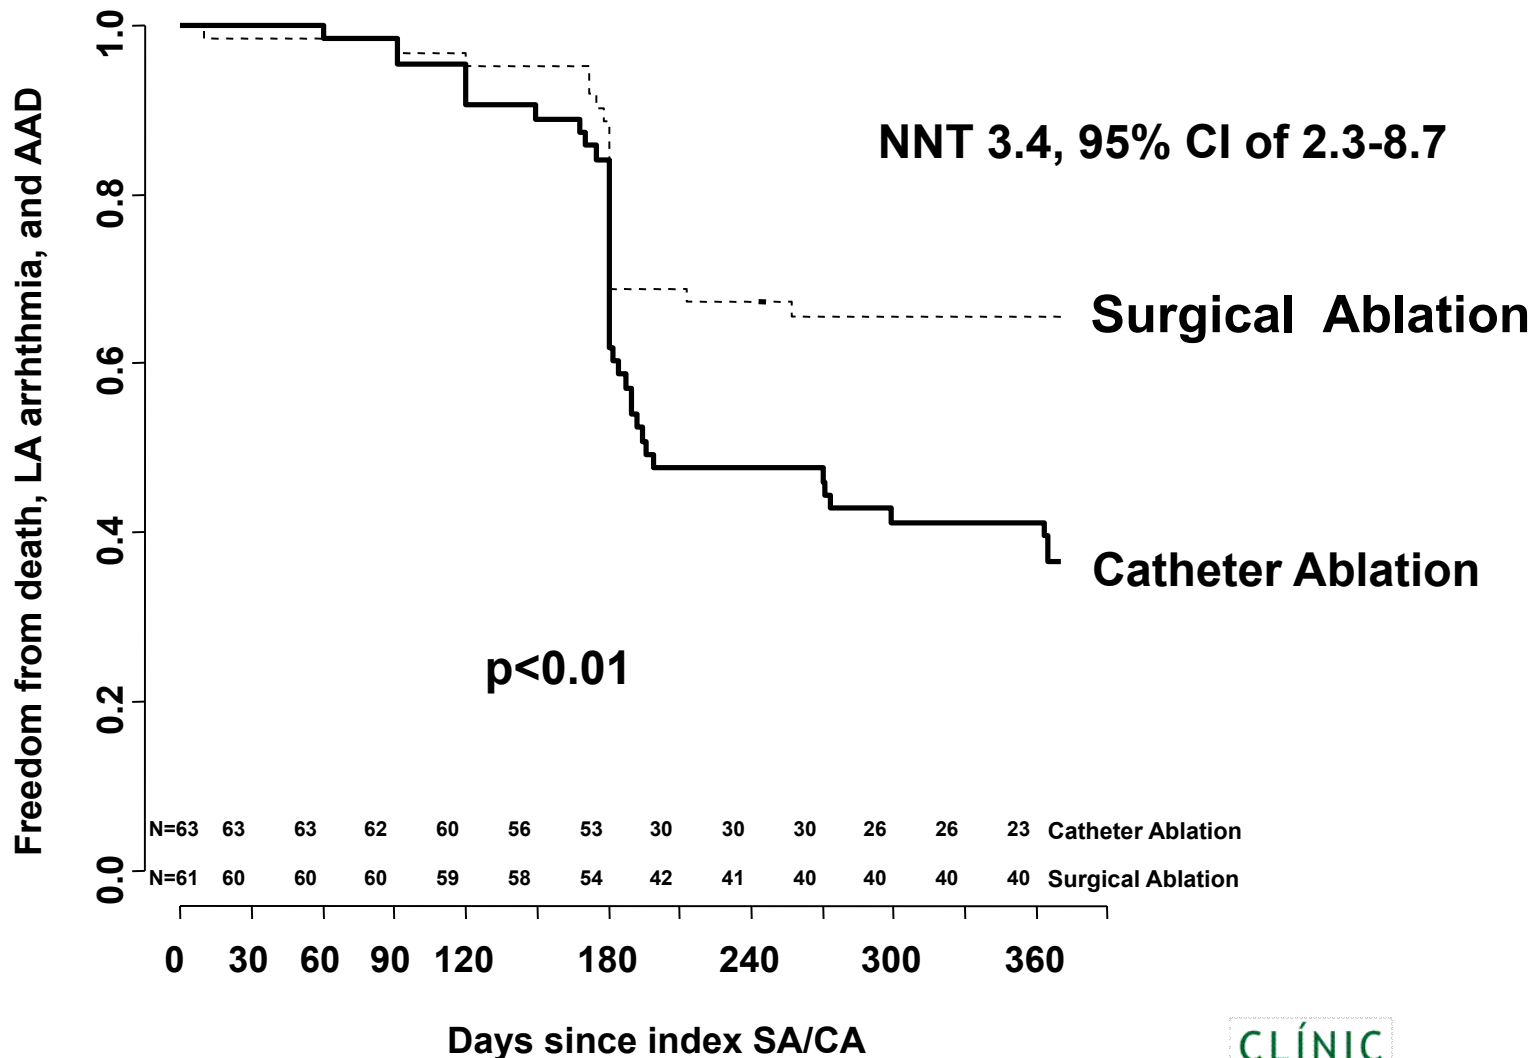 Freedom from death, LA arrhthmia, and AAD
1.0
0.8
0.6
0.4
0.2
0.0
NNT 3.4, 95% CI of 2.3-8.7
Surgical Ablation
Catheter Ablation
p<0.01
N=63 63 63 62 60 56 53 30 30 30 26 26 23 Catheter Ablation
N=61 60 60 60 59 58 54 42 41 40 40 40 40 Surgical Ablation
0 30 60 90 120 180 240 300 360
Days since index SA/CA
CLÍNIC